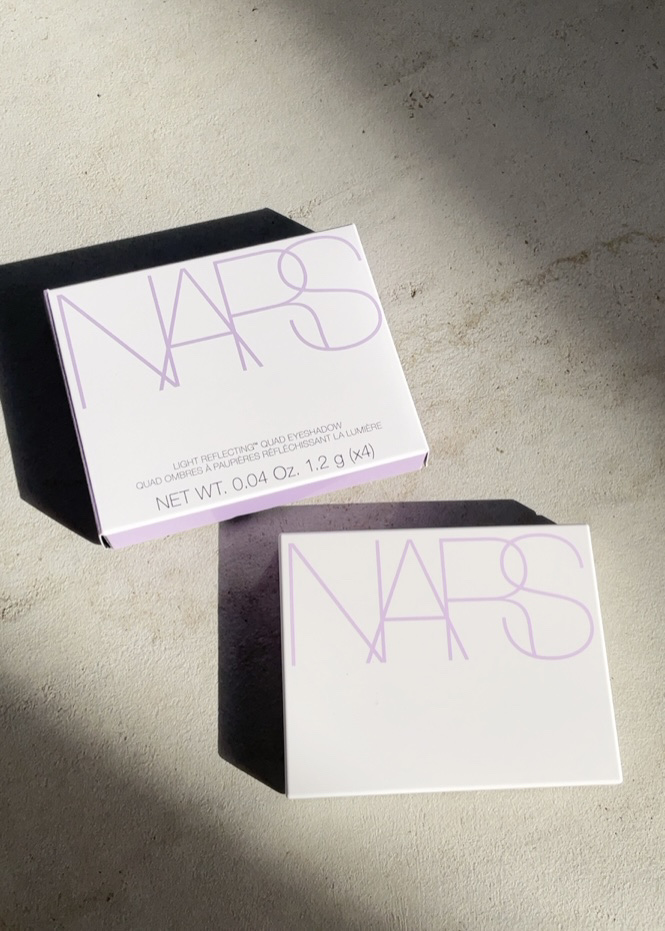 NARS
LIGHT REFLECTING™ QUAD EYESHADOW
QUAD OMBRES À PAUPIÈRES RÉFLÉCHISSANT LA LUMIÈRE
NET WT. 0.04 Oz. 1.2 g (x4)
NARS